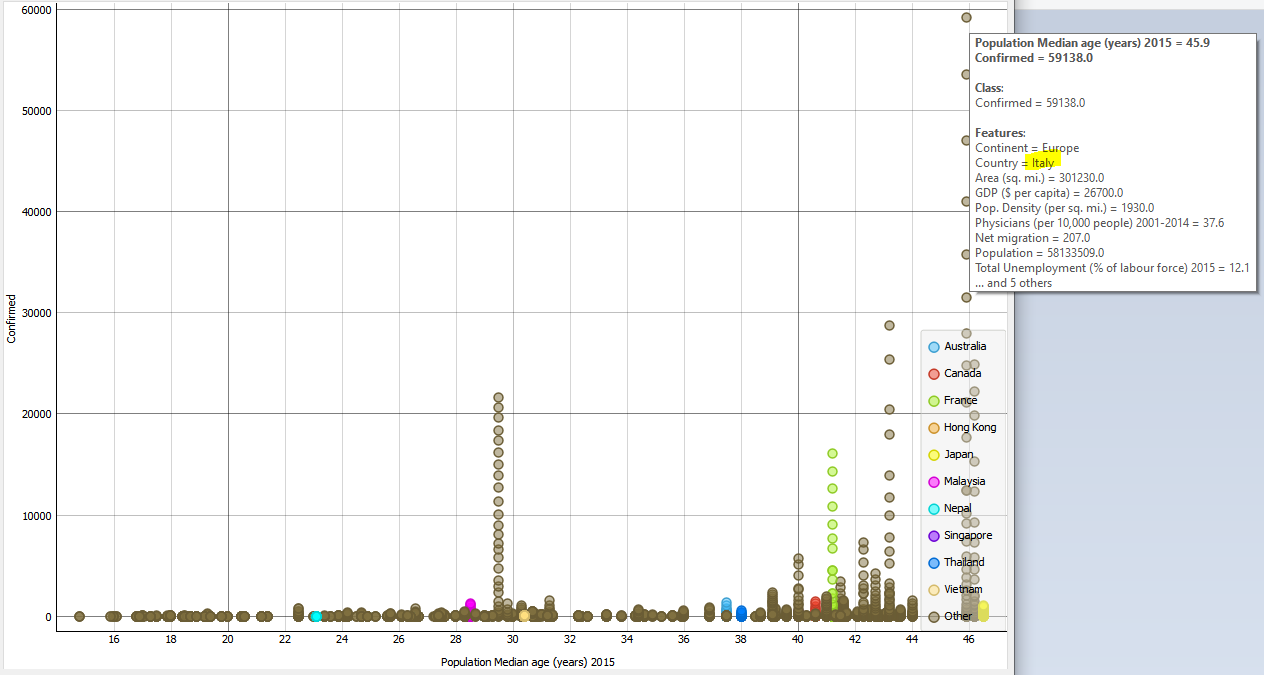 60000
50000
40000
30000
20000
10000
0
Confirmed
16 18 20 22 24 26 28 30 32 34 36 38 40 42 44 46
Population Median age (years) 2015
Population Median age (years) 2015 = 45.9
Confirmed = 59138.0
Class:
Confirmed = 59138.0
Features:
Continent = Europe
Country = Italy
Area (sq. mi.) = 301230.0
GDP ($ per capita) = 26700.0
Pop. Density (per sq. mi.) = 1930.0
Physicians (per 10,000 people) 2001-2014 = 37.6
Net migration = 207.0
Population = 58133509.0
Total Unemployment (% of labour force) 2015 = 12.1
... and 5 others
Australia
Canada
France
Hong Kong
Japan
Malaysia
Nepal
Singapore
Thailand
Vietnam
Other